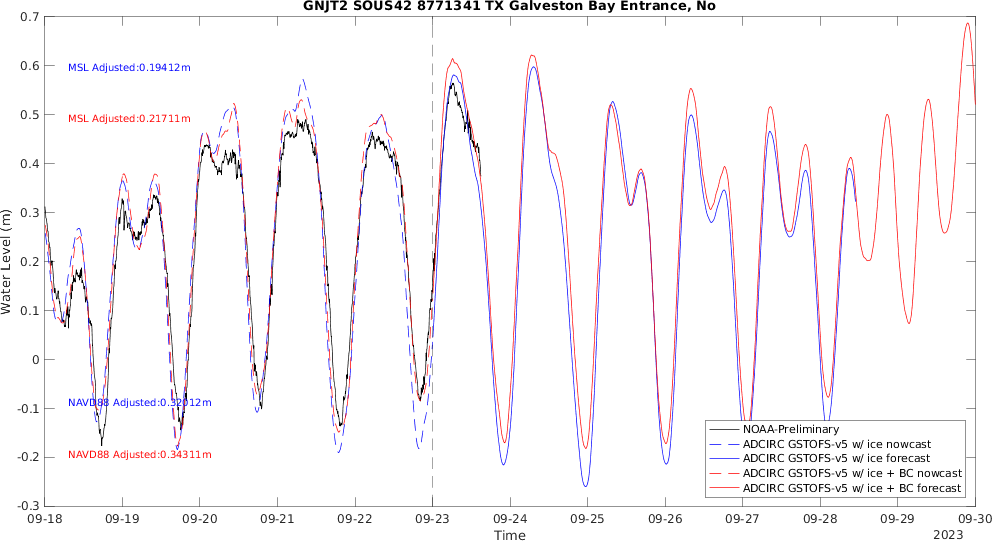 GNJT2 SOUS42 8771341 TX Galveston Bay Entrance, No
Water Level (m)
0.7
0.6
0.5
0.4
0.3
0.2
0.1
0
-0.1
-0.2
-0.3
MSL Adjusted:0.19412m
MSL Adjusted:0.21711m
NAVD88 Adjusted:0.32012m
NAVD88 Adjusted:0.34311m
NOAA-Preliminary
ADCIRC GSTOFS-v5 w/ ice nowcast
ADCIRC GSTOFS-v5 w/ ice forecast
ADCIRC GSTOFS-v5 w/ ice + BC nowcast
ADCIRC GSTOFS-v5 w/ ice + BC forecast
09-18 09-19 09-20 09-21 09-22 09-23 09-24 09-25 09-26 09-27 09-28 09-29 09-30
Time
2023